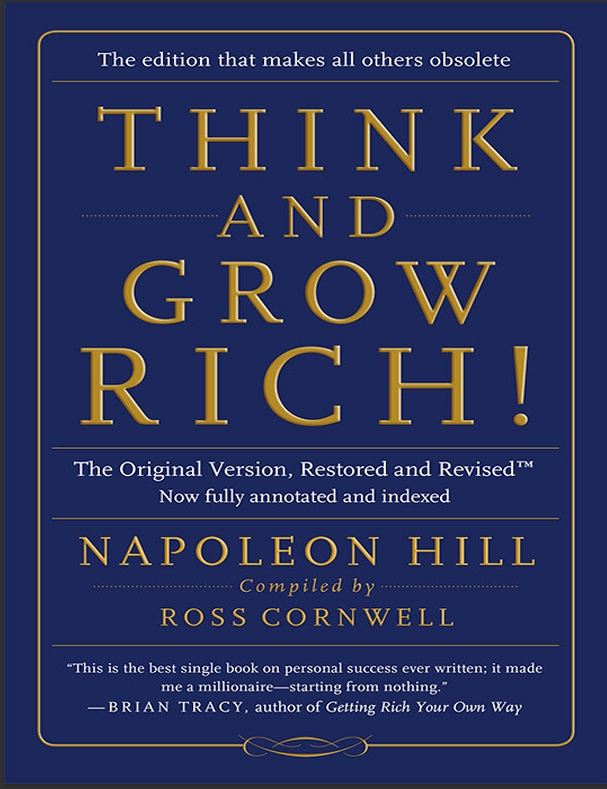 The edition that makes all others obsolete
THINK
AND
GROW
RICH!
The Original Version, Restored and Revised™
Now fully annotated and indexed
NAPOLEON HILL
Compiled by
ROSS CORNWELL
“This is the best single book on personal success ever written; it made
me a millionaire—starting from nothing.”
—BRIAN TRACY, author of Getting Rich Your Own Way